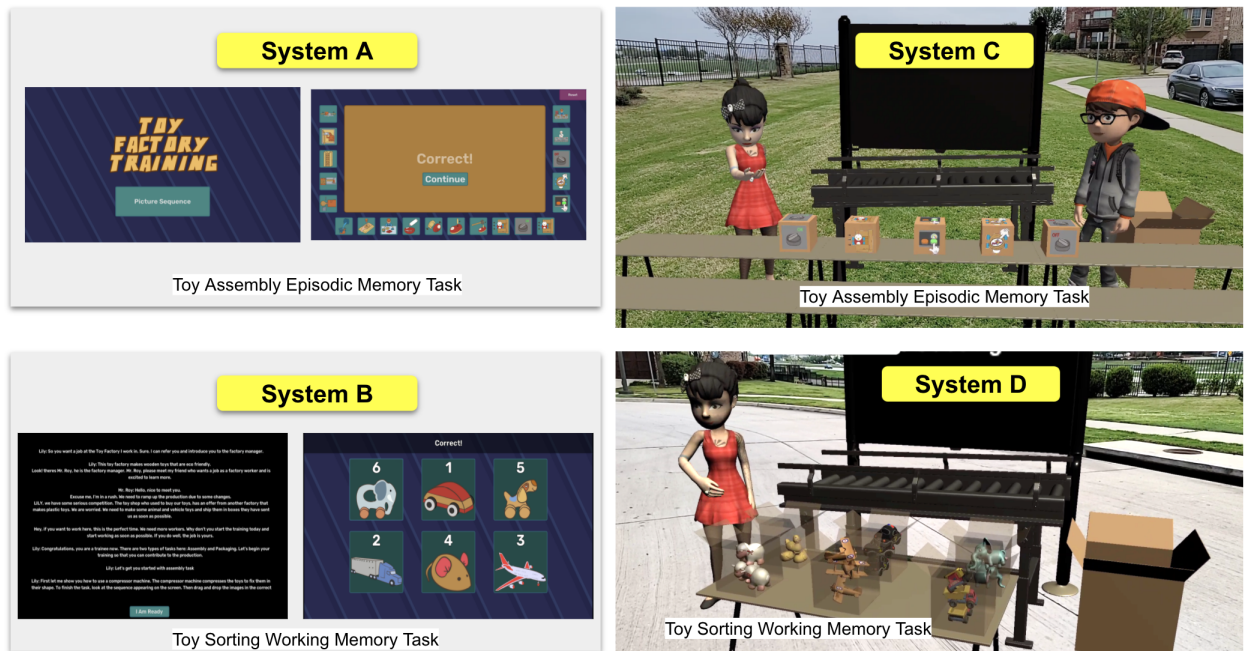 System A
TOY
FACTORY
TRAINING
Picture Sequence
Reset
Correct!
Continue
Toy Assembly Episodic Memory Task
System C
Toy Assembly Episodic Memory Task
System B
Lily: So you want a job at the Toy Factory I work in. Sure, I can refer you and introduce you to the factory manager.
Lily: This toy factory makes wooden toys that are eco friendly.
Look! theres Mr. Roy, he is the factory manager. Mr. Roy, please meet my friend who wants a job as a factory worker and is
excited to learn more.
Mr. Roy: Hello, nice to meet you.
Excuse me, I'm in a rush. We need to ramp up the production due to some changes.
LILY, we have some serious competition. The toy shop who used to buy our toys, has an offer from another factory that
makes plastic toys. We are worried. We need to make some animal and vehicle toys and ship them in boxes they have sent
us as soon as possible.
Hey, if you want to work here, this is the perfect time. We need more workers. Why don't you start the training today and
start working as soon as possible. If you do well, the job is yours.
Lily: Congratulations, you are a trainee now. There are two types of tasks here: Assembly and Packaging. Let's begin your
training so that you can contribute to the production.
Lily: Let's get you started with assembly task
Lily: First let me show you how to use a compressor machine. The compressor machine compresses the toys to fix them in
their shape. To finish the task, look at the sequence appearing on the screen. Then drag and drop the images in the correct
I Am Ready
Correct!
6 1 5
2 4 3
Toy Sorting Working Memory Task
System D
Toy Sorting Working Memory Task